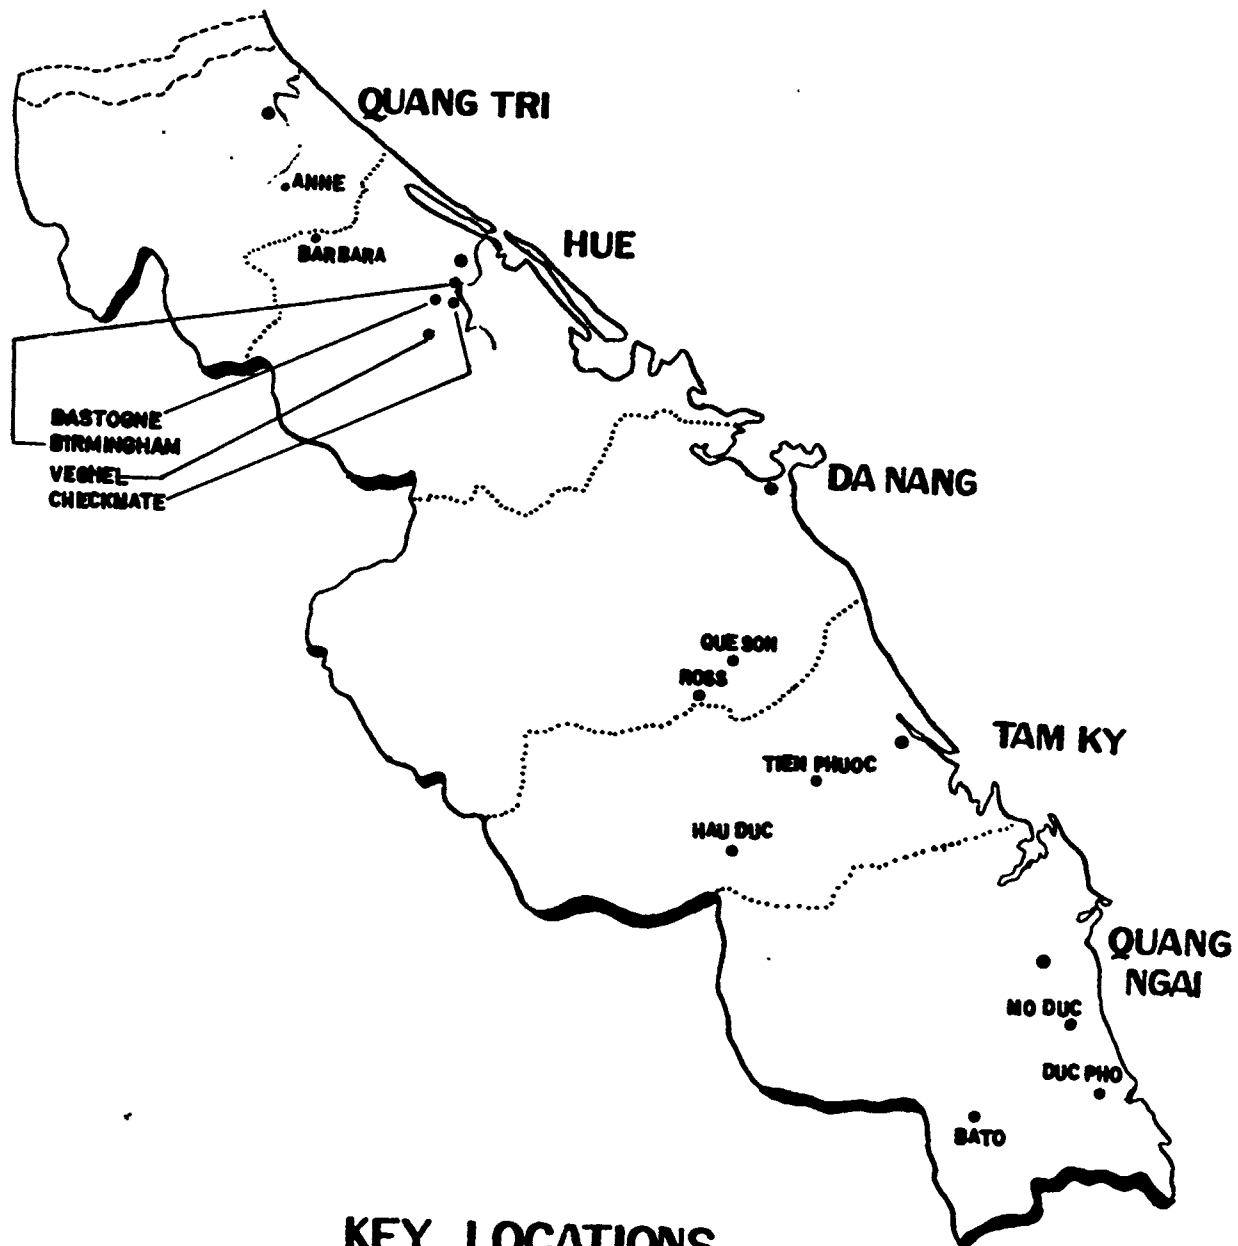 QUANG TRI
ANNE
HUE
BARBARA
BASTOGNE
BIRMINGHAM
VEGHEL
CHECKMATE
DA NANG
QUE SON
ROSS
TAM KY
TIEN PHUOC
HAU DUC
QUANG
NGAI
MO DUC
DUC PHO
BATO
KEY LOCATIONS